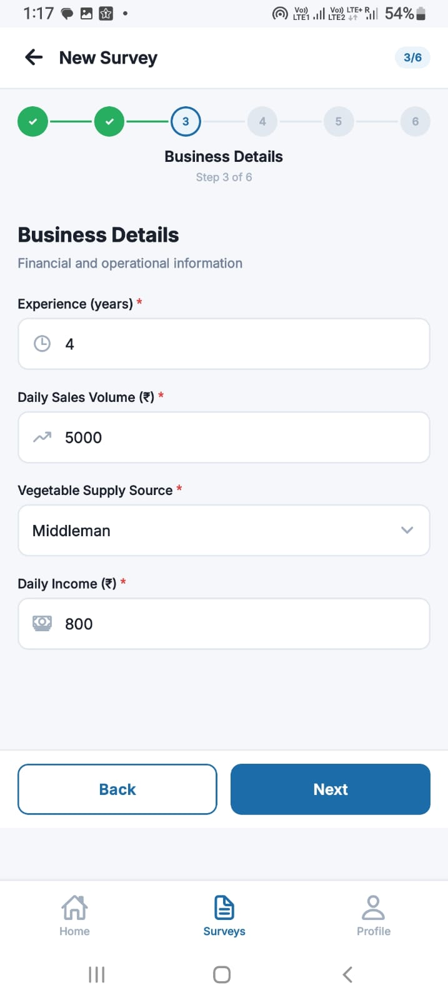 1:17
Vo)) LTE1 Vo)) LTE2 LTE+ R 54%
New Survey
3/6
3 4 5 6
Business Details
Step 3 of 6
Business Details
Financial and operational information
Experience (years) *
4
Daily Sales Volume (₹) *
5000
Vegetable Supply Source *
Middleman
Daily Income (₹) *
800
Back Next
Home Surveys Profile